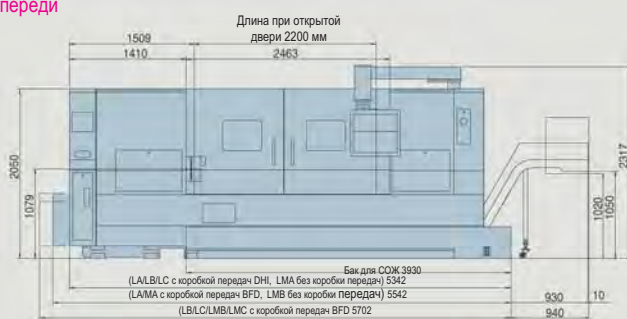 переди
Длина при открытой
двери 2200 мм
1509
1410
2463
2050
1079
2317
1020
1050
Бак для СОЖ 3930
(LA/LB/LC с коробкой передач DHI, LMA без коробки передач) 5342
(LA/MA с коробкой передач BFD, LMB без коробки передач) 5542
930
10
(LB/LC/LMB/LMC с коробкой передач BFD 5702
940